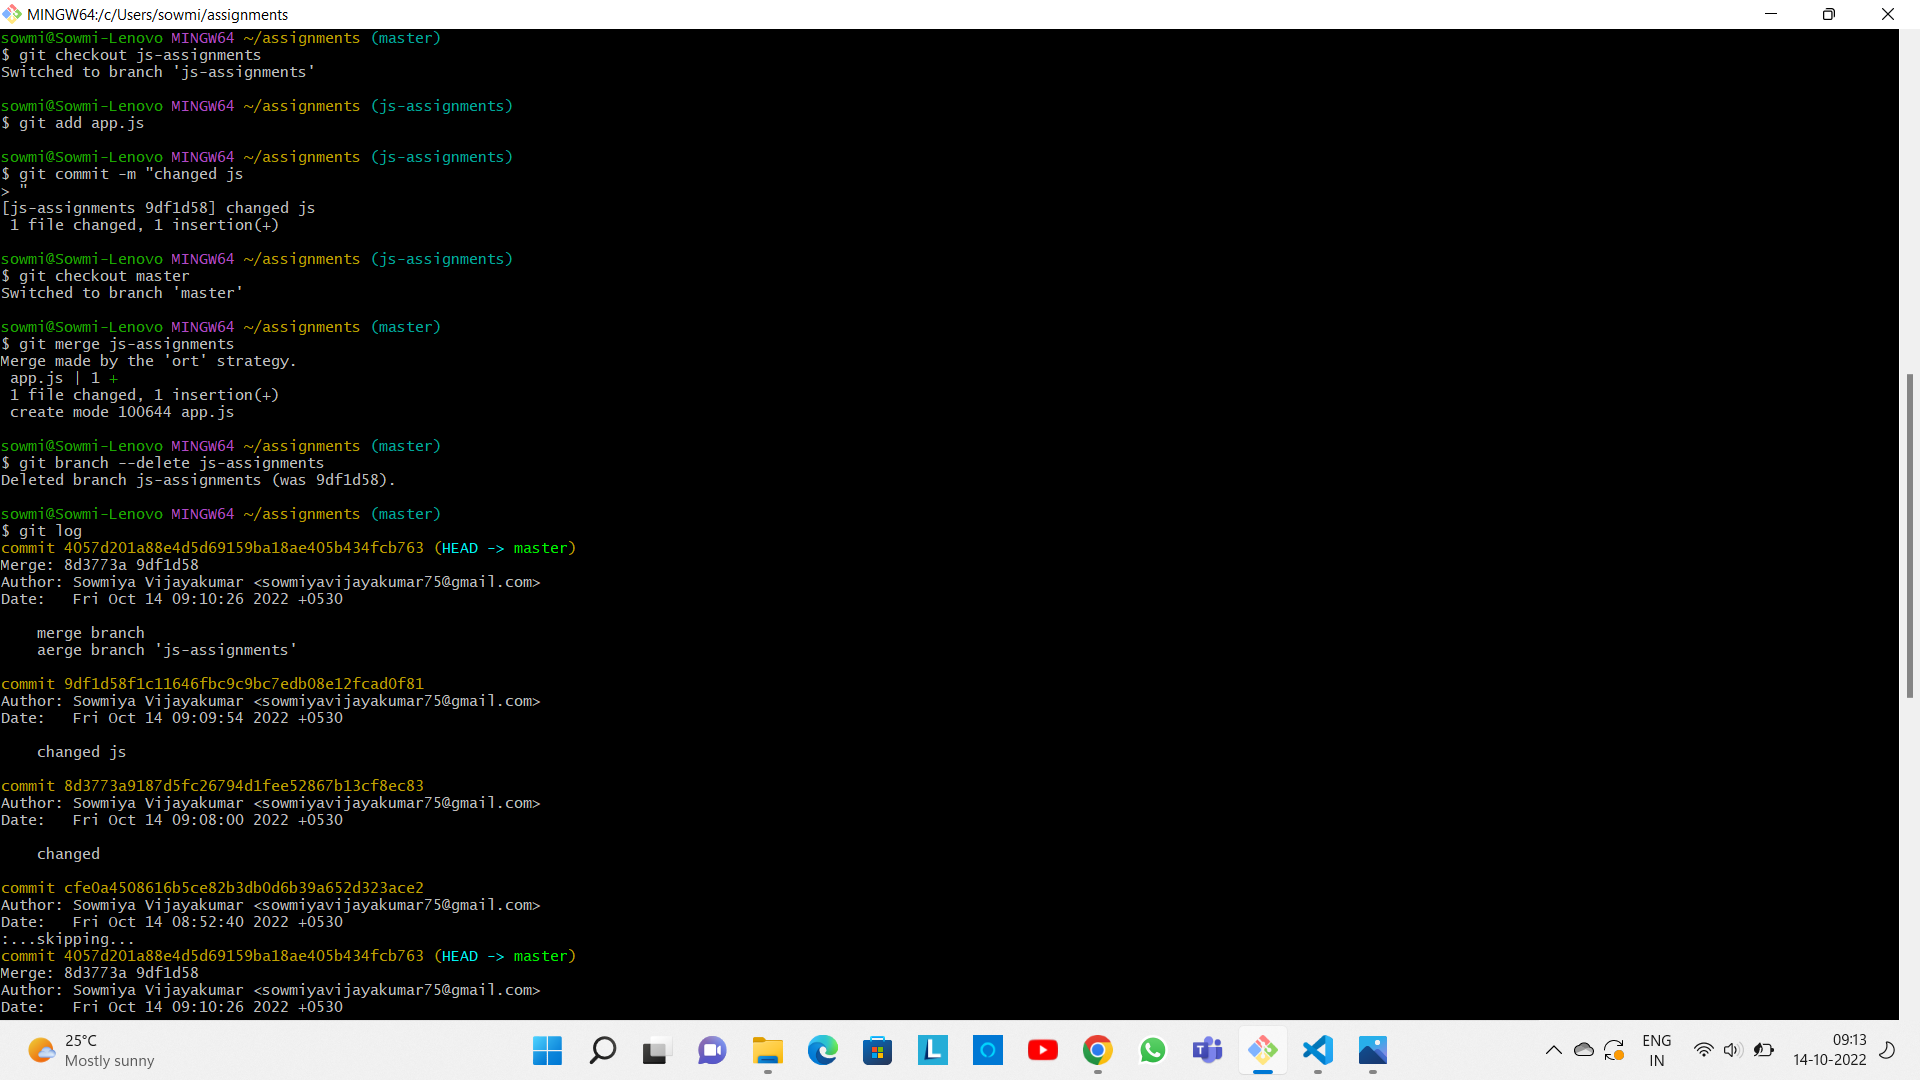 MINGW64:/c/Users/sowmi/assignments
sowmi@Sowmi-Lenovo MINGW64 ~/assignments (master)
$ git checkout js-assignments
Switched to branch 'js-assignments'
sowmi@Sowmi-Lenovo MINGW64 ~/assignments (js-assignments)
$ git add app.js
sowmi@Sowmi-Lenovo MINGW64 ~/assignments (js-assignments)
$ git commit -m "changed js
> "
[js-assignments 9df1d58] changed js
 1 file changed, 1 insertion(+)
sowmi@Sowmi-Lenovo MINGW64 ~/assignments (js-assignments)
$ git checkout master
Switched to branch 'master'
sowmi@Sowmi-Lenovo MINGW64 ~/assignments (master)
$ git merge js-assignments
Merge made by the 'ort' strategy.
 app.js | 1 +
 1 file changed, 1 insertion(+)
 create mode 100644 app.js
sowmi@Sowmi-Lenovo MINGW64 ~/assignments (master)
$ git branch --delete js-assignments
Deleted branch js-assignments (was 9df1d58).
sowmi@Sowmi-Lenovo MINGW64 ~/assignments (master)
$ git log
commit 4057d201a88e4d5d69159ba18ae405b434fcb763 (HEAD -> master)
Merge: 8d3773a 9df1d58
Author: Sowmiya Vijayakumar <sowmiyavijayakumar75@gmail.com>
Date:   Fri Oct 14 09:10:26 2022 +0530
    merge branch
    aerge branch 'js-assignments'
commit 9df1d58f1c11646fbc9c9bc7edb08e12fcad0f81
Author: Sowmiya Vijayakumar <sowmiyavijayakumar75@gmail.com>
Date:   Fri Oct 14 09:09:54 2022 +0530
    changed js
commit 8d3773a9187d5fc26794d1fee52867b13cf8ec83
Author: Sowmiya Vijayakumar <sowmiyavijayakumar75@gmail.com>
Date:   Fri Oct 14 09:08:00 2022 +0530
    changed
commit cfe0a4508616b5ce82b3db0d6b39a652d323ace2
Author: Sowmiya Vijayakumar <sowmiyavijayakumar75@gmail.com>
Date:   Fri Oct 14 08:52:40 2022 +0530
:...skipping...
commit 4057d201a88e4d5d69159ba18ae405b434fcb763 (HEAD -> master)
Merge: 8d3773a 9df1d58
Author: Sowmiya Vijayakumar <sowmiyavijayakumar75@gmail.com>
Date:   Fri Oct 14 09:10:26 2022 +0530
25°C
Mostly sunny
ENG
IN
09:13
14-10-2022